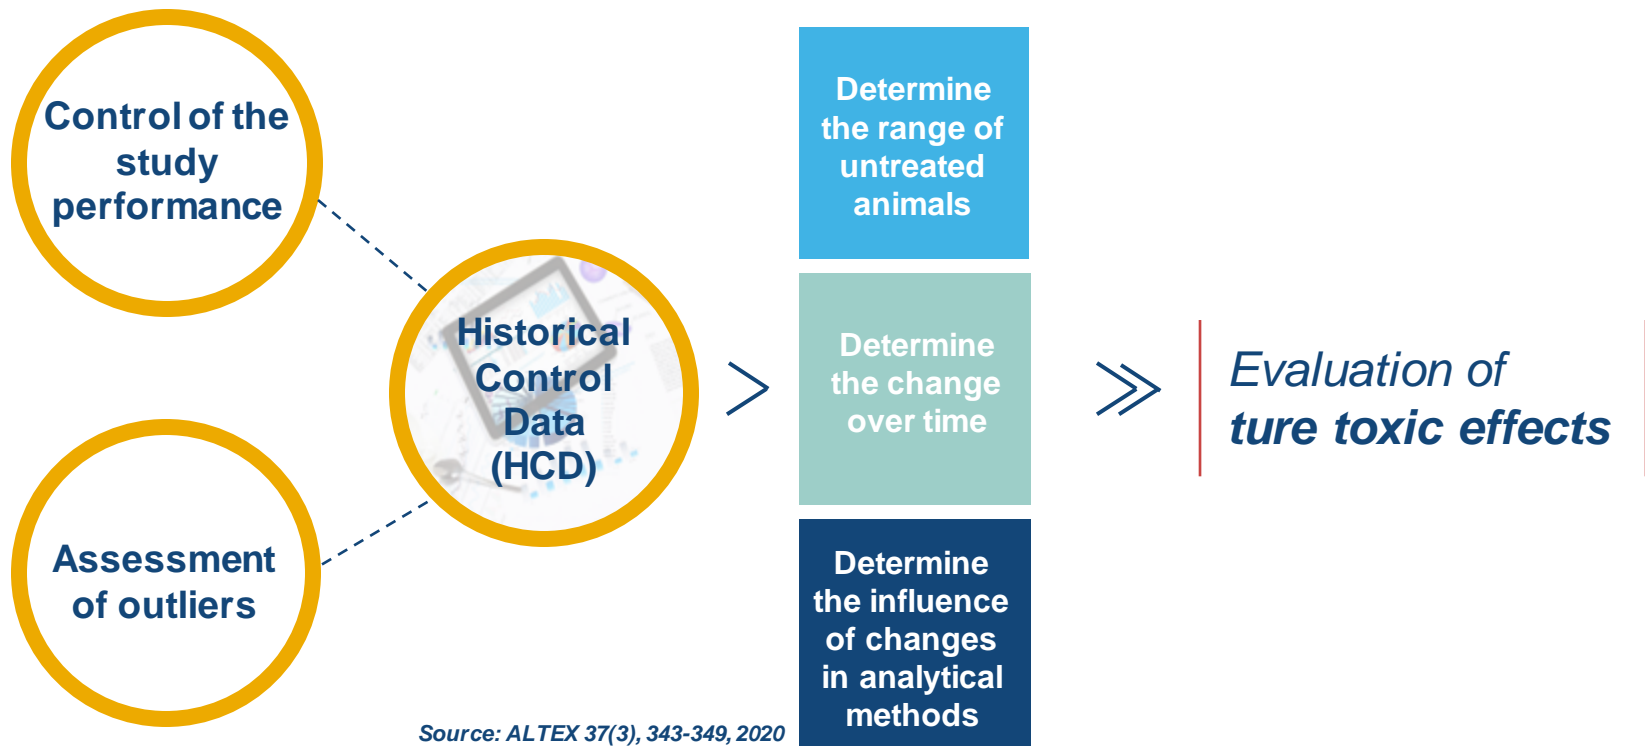 Control of the
study
performance
Assessment
of outliers
Historical
Control
Data
(HCD)
Determine
the range of
untreated
animals
Determine
the change
over time
Determine
the influence
of changes
in analytical
methods
Evaluation of
ture toxic effects
Source: ALTEX 37(3), 343-349, 2020